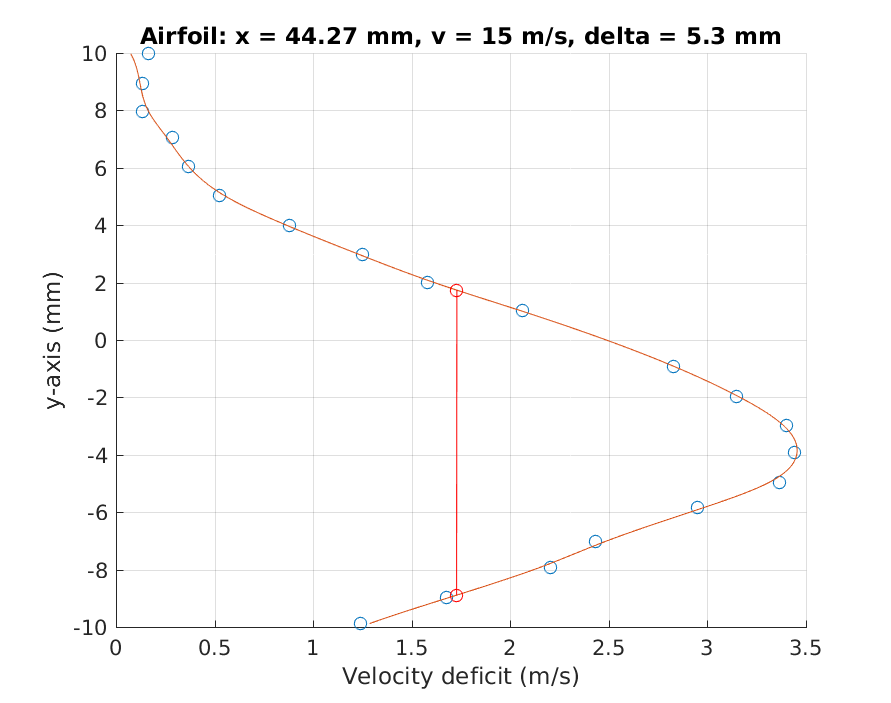 Airfoil: x = 44.27 mm, v = 15 m/s, delta = 5.3 mm
10
8
6
4
2
0
-2
-4
-6
-8
-10
y-axis (mm)
0 0.5 1 1.5 2 2.5 3 3.5
Velocity deficit (m/s)